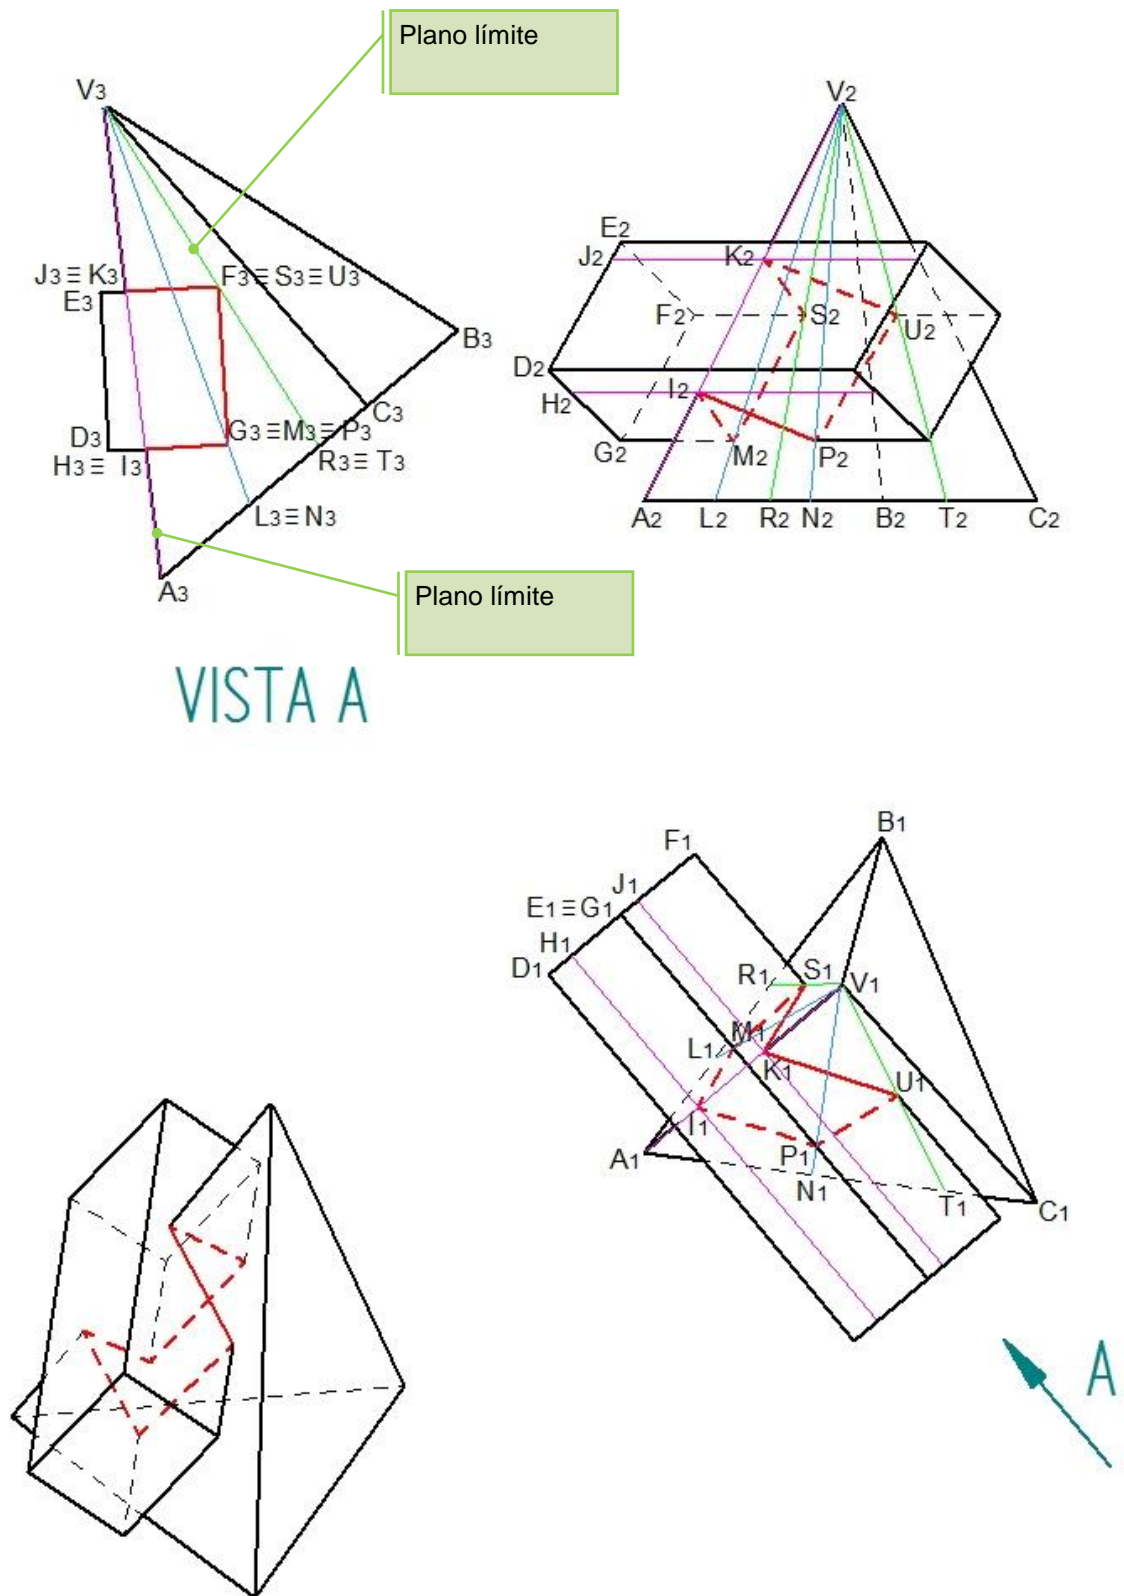 Plano límite
V3
V2
J3 ≡ K3
F3 ≡ S3 ≡ U3
E3
B3
C3
D3
G3 ≡ M3 ≡ P3
H3 ≡ I3
R3 ≡ T3
L3 ≡ N3
A3
E2
J2
K2
F2
S2
U2
D2
H2
I2
G2
M2
P2
A2
L2
R2
N2
B2
T2
C2
Plano límite
VISTA A
B1
F1
J1
E1 ≡ G1
H1
D1
R1
S1
V1
M1
L1
K1
U1
I1
A1
P1
N1
T1
C1
A